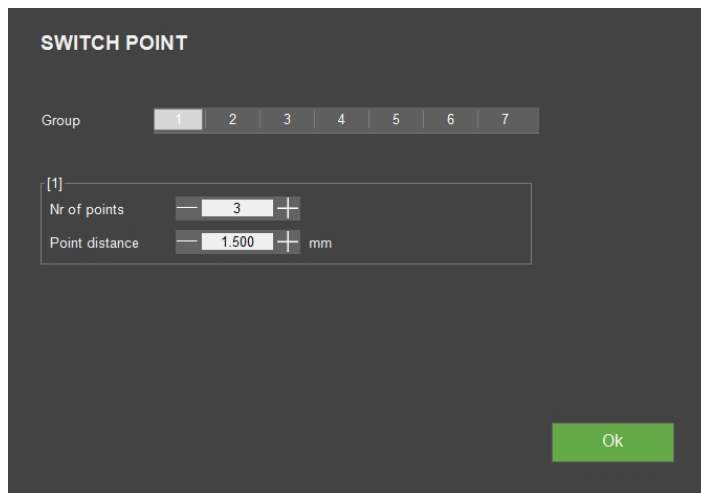 SWITCH POINT
Group 1 2 3 4 5 6 7
[1]
Nr of points — 3 +
Point distance — 1.500 + mm
Ok